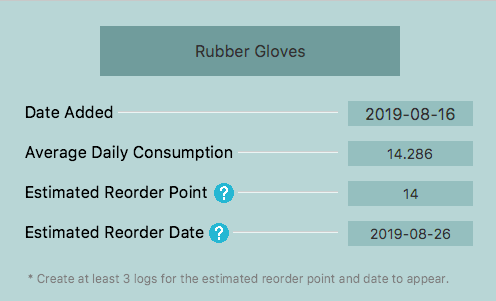 Rubber Gloves
Date Added 2019-08-16
Average Daily Consumption 14.286
Estimated Reorder Point ? 14
Estimated Reorder Date ? 2019-08-26
* Create at least 3 logs for the estimated reorder point and date to appear.